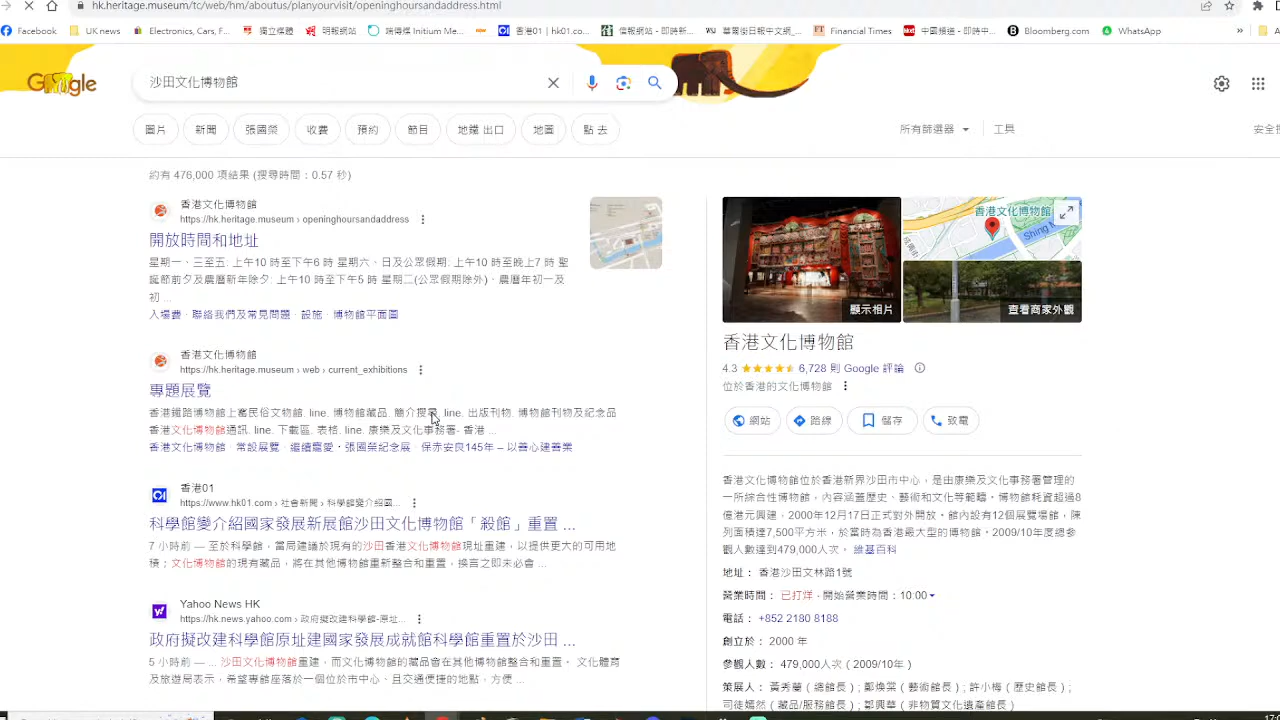 hk.heritage.museum/tc/web/hm/aboutus/planyourvisit/openinghoursandaddress.html
Facebook
UK news
Electronics, Cars, F...
獨立媒體
明報網站
端傳媒 Initium Me...
香港01 | hk01.co...
信報網站 - 即時新...
華爾街日報中文網_...
Financial Times
中國頻道 - 即時中...
Bloomberg.com
WhatsApp
»
Google
沙田文化博物館
圖片
新聞
張國榮
收費
預約
節目
地鐵 出口
地圖
點 去
所有篩選器
工具
安全搜
約有 476,000 項結果 (搜尋時間：0.57 秒)
香港文化博物館
https://hk.heritage.museum › openinghoursandaddress
開放時間和地址
星期一、三至五: 上午10 時至下午6 時 星期六、日及公眾假期: 上午10 時至晚上7 時 聖
誕節前夕及農曆新年除夕: 上午10 時至下午5 時 星期二(公眾假期除外)、農曆年初一及
初 ...
入場費 · 聯絡我們及常見問題 · 設施 · 博物館平面圖
香港文化博物館
https://hk.heritage.museum › web › current_exhibitions
專題展覽
香港鐵路博物館上窰民俗文物館. line. 博物館藏品. 簡介搜尋. line. 出版刊物. 博物館刊物及紀念品
香港文化博物館通訊. line. 下載區. 表格. line. 康樂及文化事務署- 香港 ...
香港文化博物館 · 常設展覽 · 繼續寵愛・張國榮紀念展 · 保赤安良145年 – 以善心建善業
香港01
https://www.hk01.com › 社會新聞 › 科學館變介紹國...
科學館變介紹國家發展新展館沙田文化博物館「殺館」重置 ...
7 小時前 — 至於科學館，當局建議於現有的沙田香港文化博物館現址重建，以提供更大的可用地
積；文化博物館的現有藏品，將在其他博物館重新整合和重置，換言之即未必會 ...
Yahoo News HK
https://hk.news.yahoo.com › 政府擬改建科學館-原址...
政府擬改建科學館原址建國家發展成就館科學館重置於沙田 ...
5 小時前 — ... 沙田文化博物館重建，而文化博物館的藏品會在其他博物館整合和重置。 文化體育
及旅遊局表示，希望專館座落於一個位於市中心、且交通便捷的地點，方便 ...
香港文化博物館
Shing
顯示相片
查看商家外觀
香港文化博物館
4.3
6,728 則 Google 評論
位於香港的文化博物館
網站
路線
儲存
致電
香港文化博物館位於香港新界沙田市中心，是由康樂及文化事務署管理的
一所綜合性博物館，內容涵蓋歷史、藝術和文化等範疇。博物館耗資超過8
億港元興建，2000年12月17日正式對外開放。館內設有12個展覽場館，陳
列面積達7,500平方米，於當時為香港最大型的博物館。2009/10年度總參
觀人數達到479,000人次。 維基百科
地址： 香港沙田文林路1號
營業時間： 已打烊 · 開始營業時間：10:00
電話： +852 2180 8188
創立於： 2000 年
參觀人數： 479,000人次（2009/10年）
策展人： 黃秀蘭（總館長）; 鄭煥棠（藝術館長）; 許小梅（歷史館長）;
司徒嫣然（藏品/服務館長）; 鄒興華（非物質文化遺產館長）